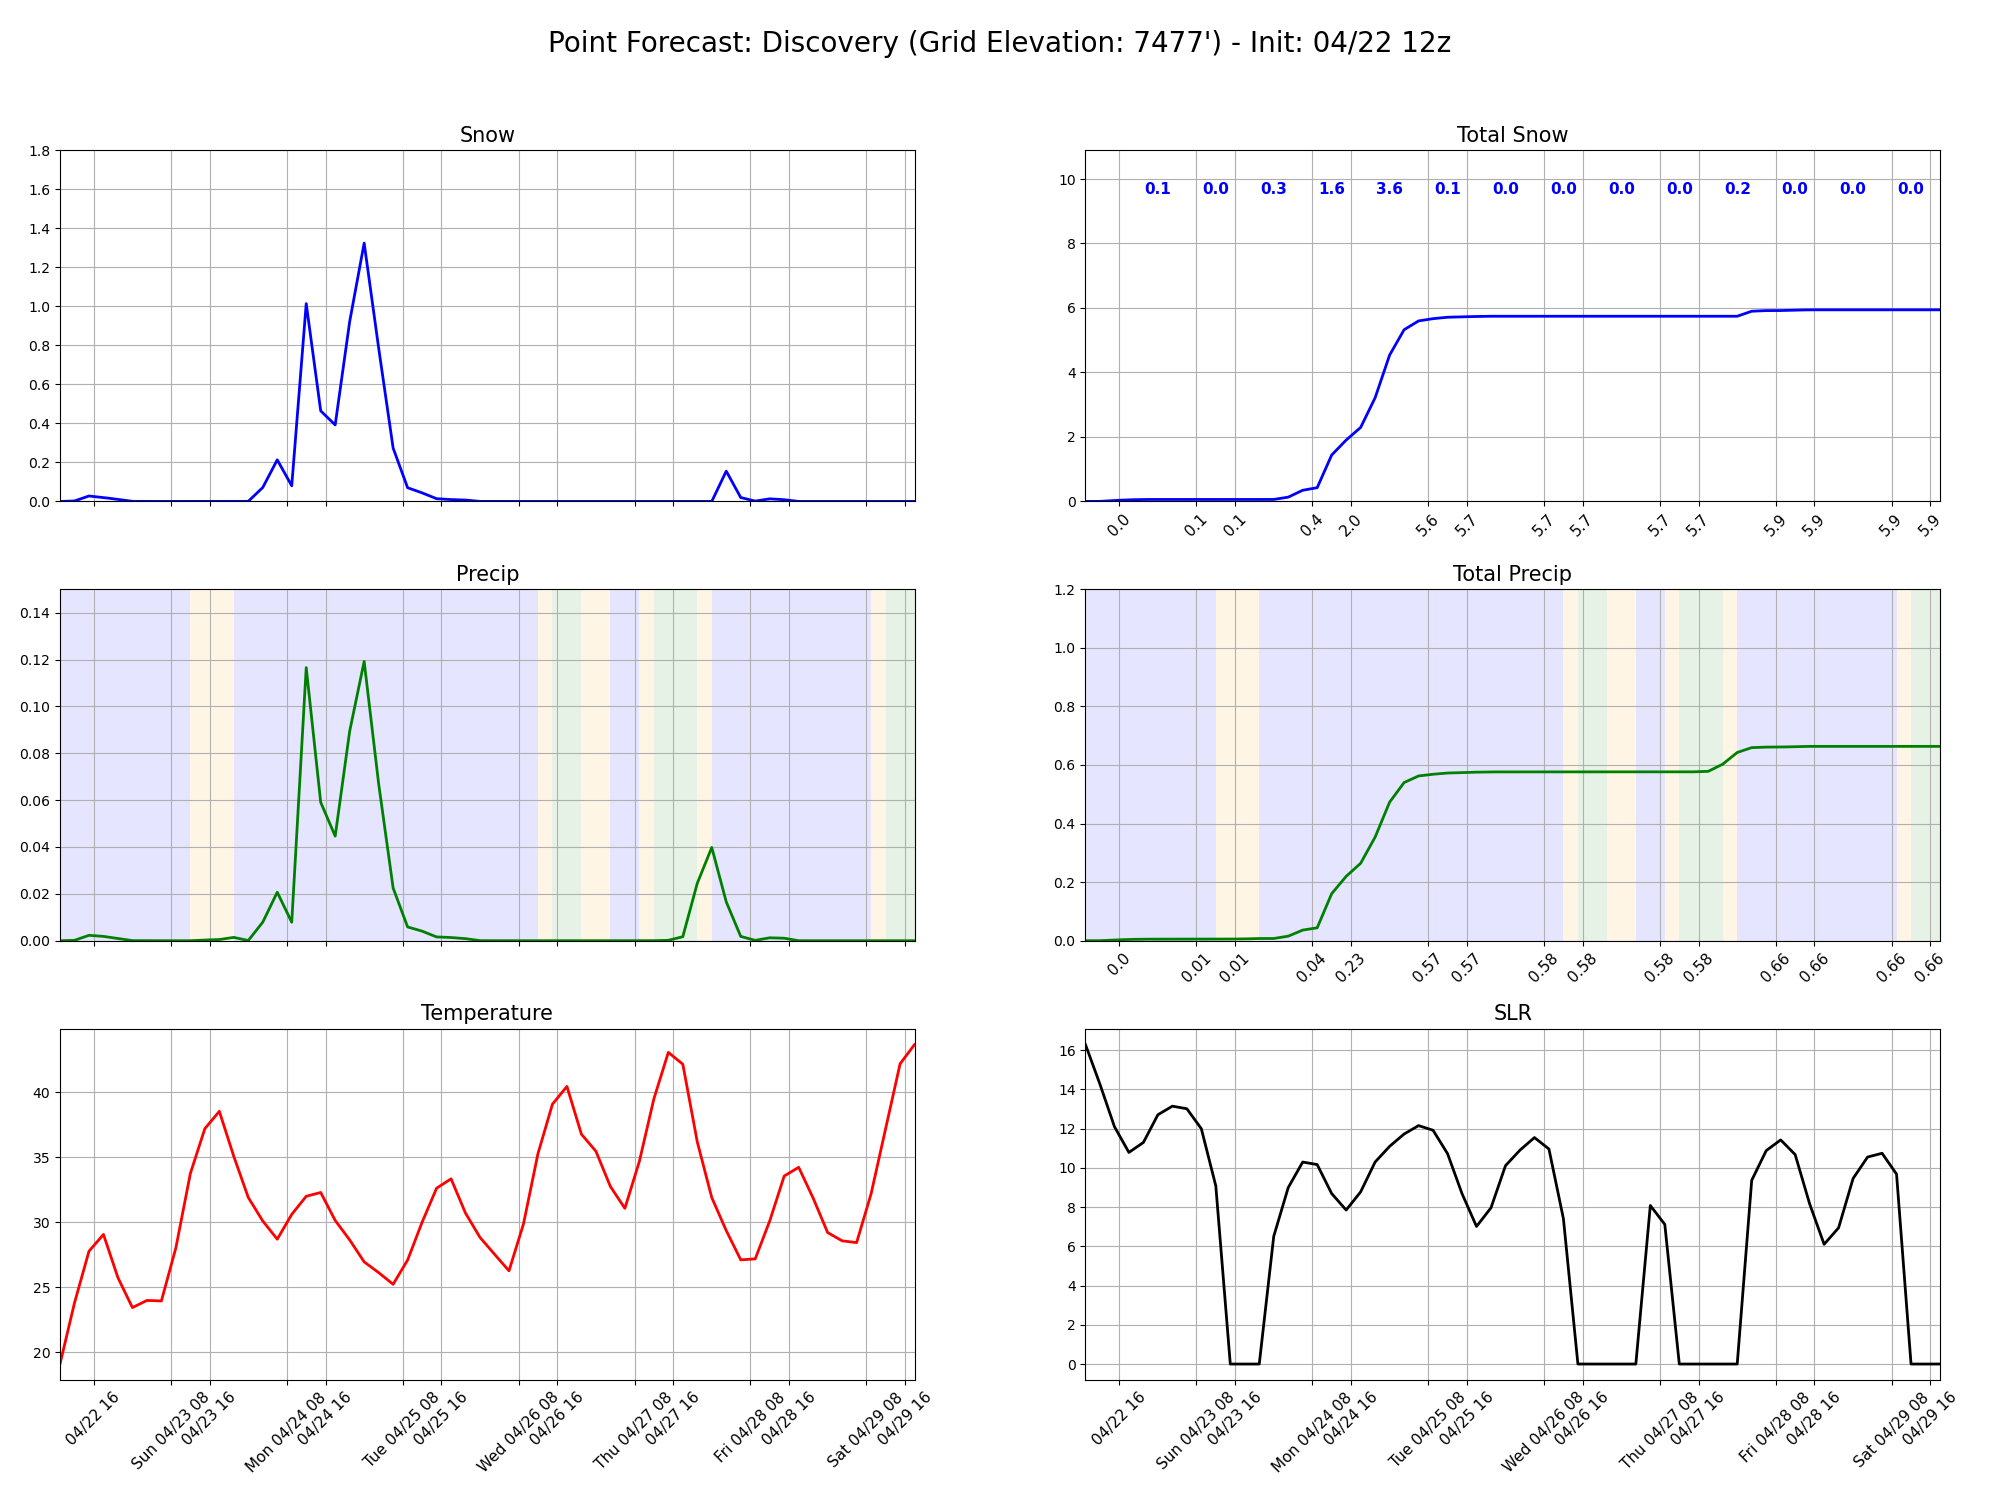 Point Forecast: Discovery (Grid Elevation: 7477') - Init: 04/22 12z
Snow
1.8
1.6
1.4
1.2
1.0
0.8
0.6
0.4
0.2
0.0
Total Snow
10
8
6
4
2
0
0.1 0.0 0.3 1.6 3.6 0.1 0.0 0.0 0.0 0.0 0.2 0.0 0.0 0.0
0.0 0.1 0.1 0.4 2.0 5.6 5.7 5.7 5.7 5.7 5.7 5.9 5.9 5.9 5.9
Precip
0.14
0.12
0.10
0.08
0.06
0.04
0.02
0.00
Total Precip
1.2
1.0
0.8
0.6
0.4
0.2
0.0
0.0 0.01 0.01 0.04 0.23 0.57 0.57 0.58 0.58 0.58 0.58 0.66 0.66 0.66 0.66
Temperature
40
35
30
25
20
04/22 16
Sun 04/23 08
04/23 16
Mon 04/24 08
04/24 16
Tue 04/25 08
04/25 16
Wed 04/26 08
04/26 16
Thu 04/27 08
04/27 16
Fri 04/28 08
04/28 16
Sat 04/29 08
04/29 16
SLR
16
14
12
10
8
6
4
2
0
04/22 16
Sun 04/23 08
04/23 16
Mon 04/24 08
04/24 16
Tue 04/25 08
04/25 16
Wed 04/26 08
04/26 16
Thu 04/27 08
04/27 16
Fri 04/28 08
04/28 16
Sat 04/29 08
04/29 16